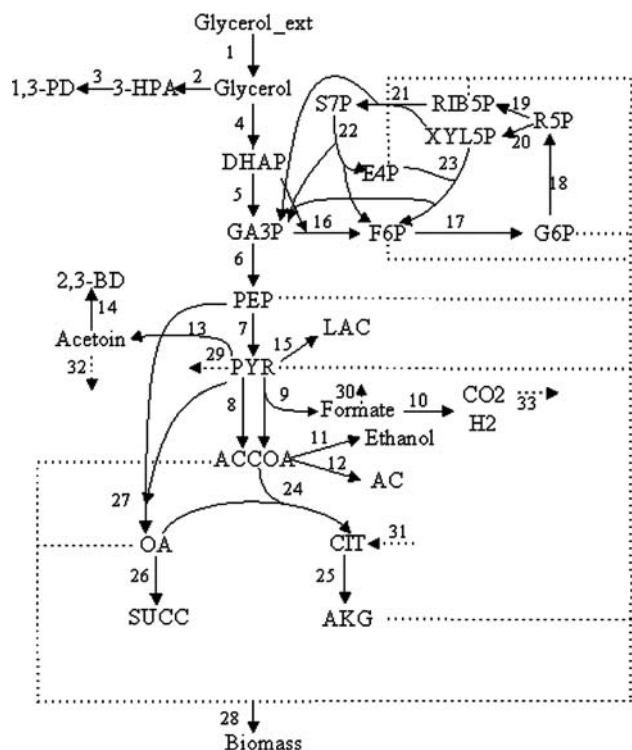 Glycerol_ext
1
1,3-PD 3 3-HPA 2 Glycerol
S7P 21 RIB5P 19 R5P
4 22 XYL5P 20
DHAP E4P 23
5 18
GA3P 16 F6P 17 G6P
6
2,3-BD
14 PEP
Acetoin 13 7 15 LAC
32 29 PYR
8 9 30 CO2 33
Formate 10 H2
11 Ethanol
ACCOA 12 AC
27 24
OA CIT 31
26 25
SUCC AKG
28
Biomass